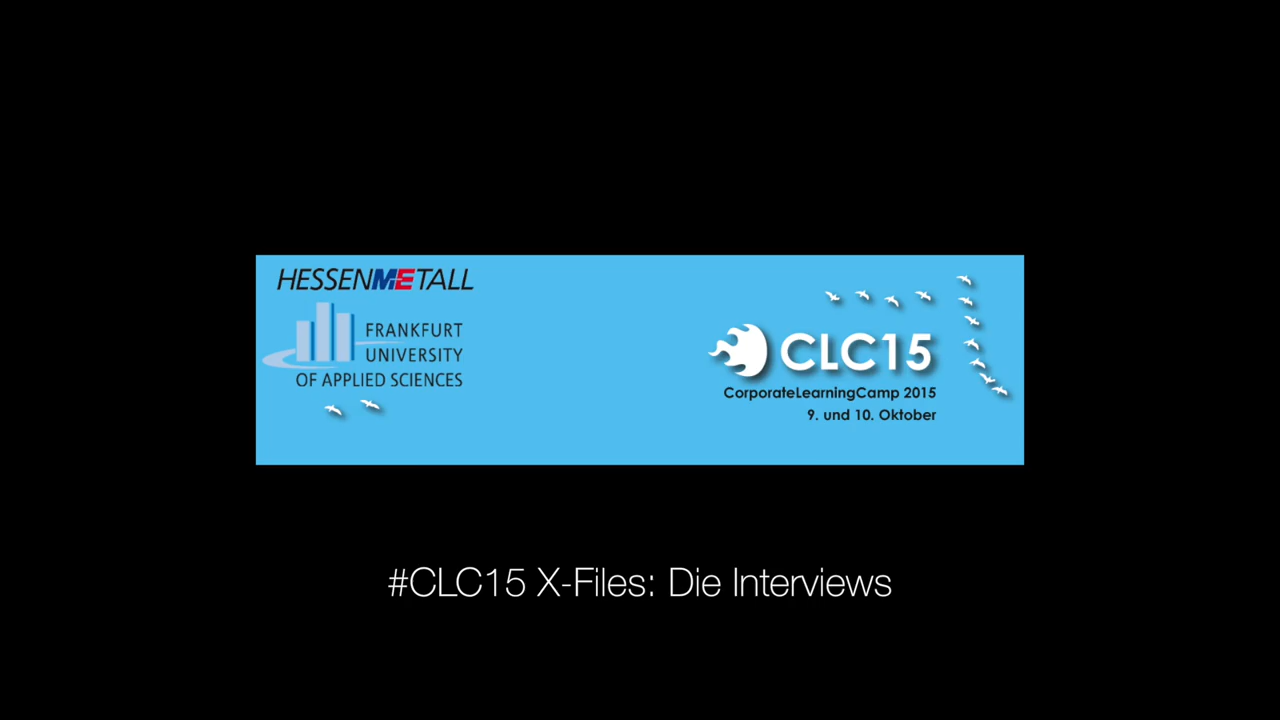 HESSENMETALL
FRANKFURT
UNIVERSITY
OF APPLIED SCIENCES
CLC15
CorporateLearningCamp 2015
9. und 10. Oktober
#CLC15 X-Files: Die Interviews